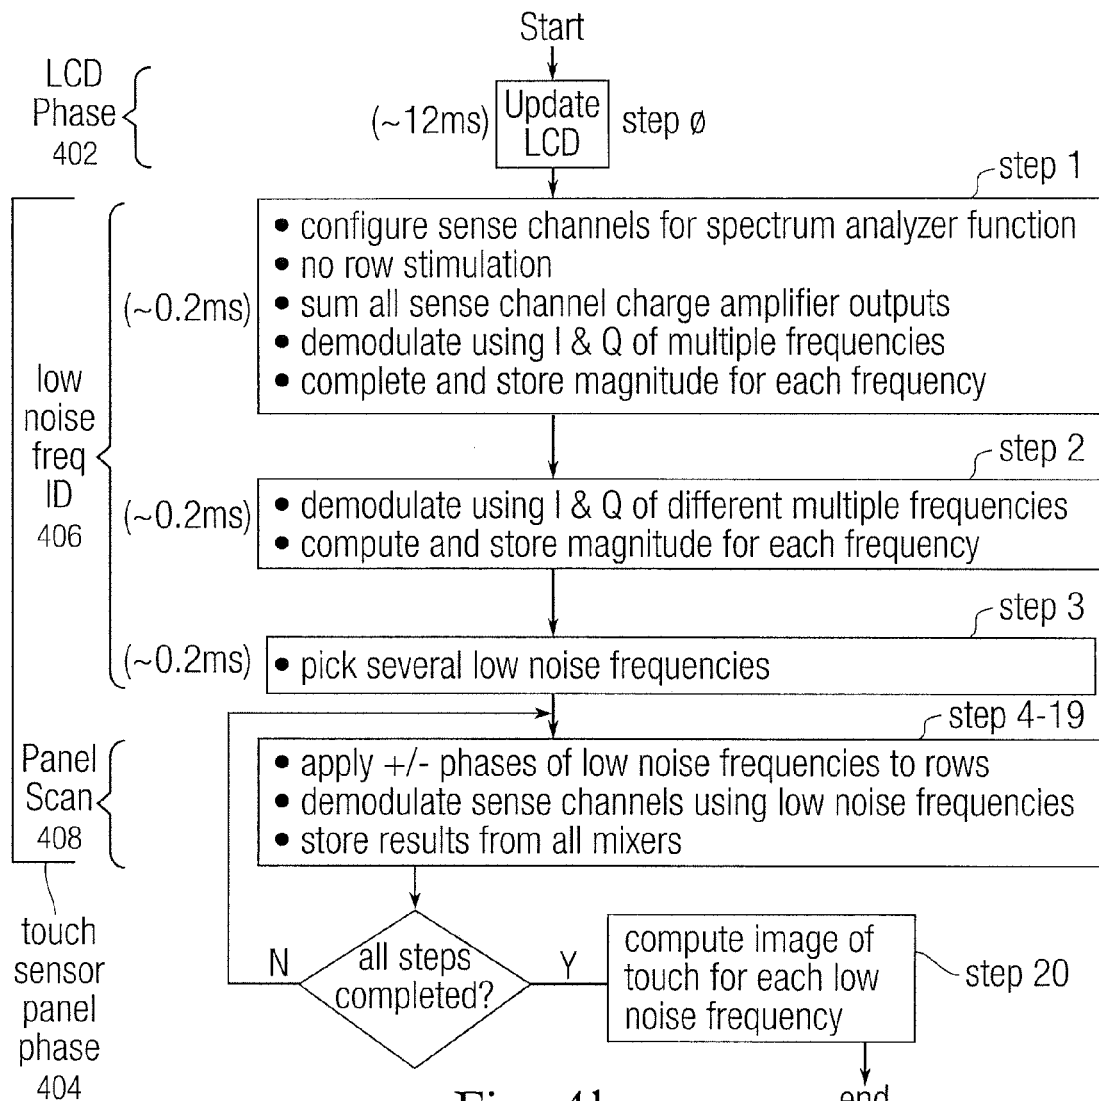 Start
LCD
Phase
402
(~12ms)
Update
LCD
step ø
step 1
• configure sense channels for spectrum analyzer function
• no row stimulation
• sum all sense channel charge amplifier outputs
• demodulate using I & Q of multiple frequencies
• complete and store magnitude for each frequency
(~0.2ms)
low
noise
freq
ID
406
step 2
• demodulate using I & Q of different multiple frequencies
• compute and store magnitude for each frequency
(~0.2ms)
step 3
• pick several low noise frequencies
(~0.2ms)
step 4-19
• apply +/- phases of low noise frequencies to rows
• demodulate sense channels using low noise frequencies
• store results from all mixers
Panel
Scan
408
touch
sensor
panel
phase
404
N
all steps
completed?
Y
compute image of
touch for each low
noise frequency
step 20
end